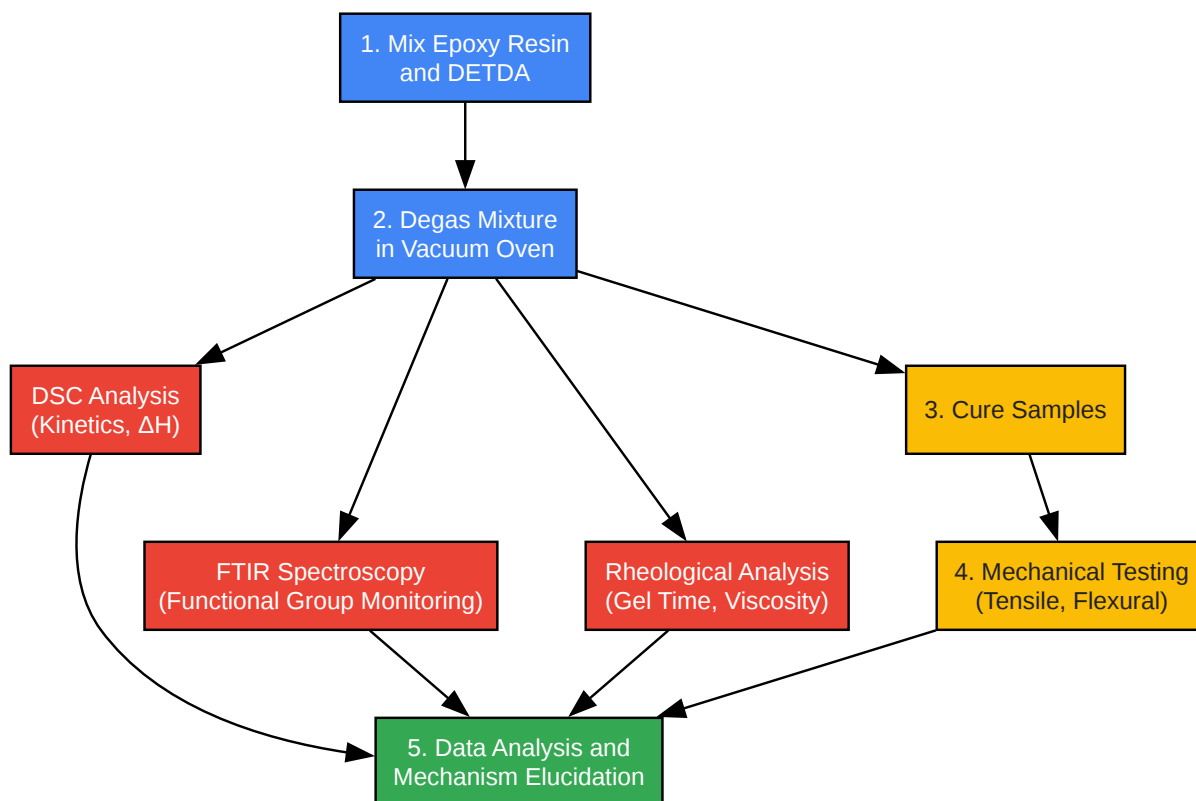 1. Mix Epoxy Resin
and DETDA
2. Degas Mixture
in Vacuum Oven
DSC Analysis
(Kinetics, ΔH)
3. Cure Samples
FTIR Spectroscopy
(Functional Group Monitoring)
Rheological Analysis
(Gel Time, Viscosity)
4. Mechanical Testing
(Tensile, Flexural)
5. Data Analysis and
Mechanism Elucidation